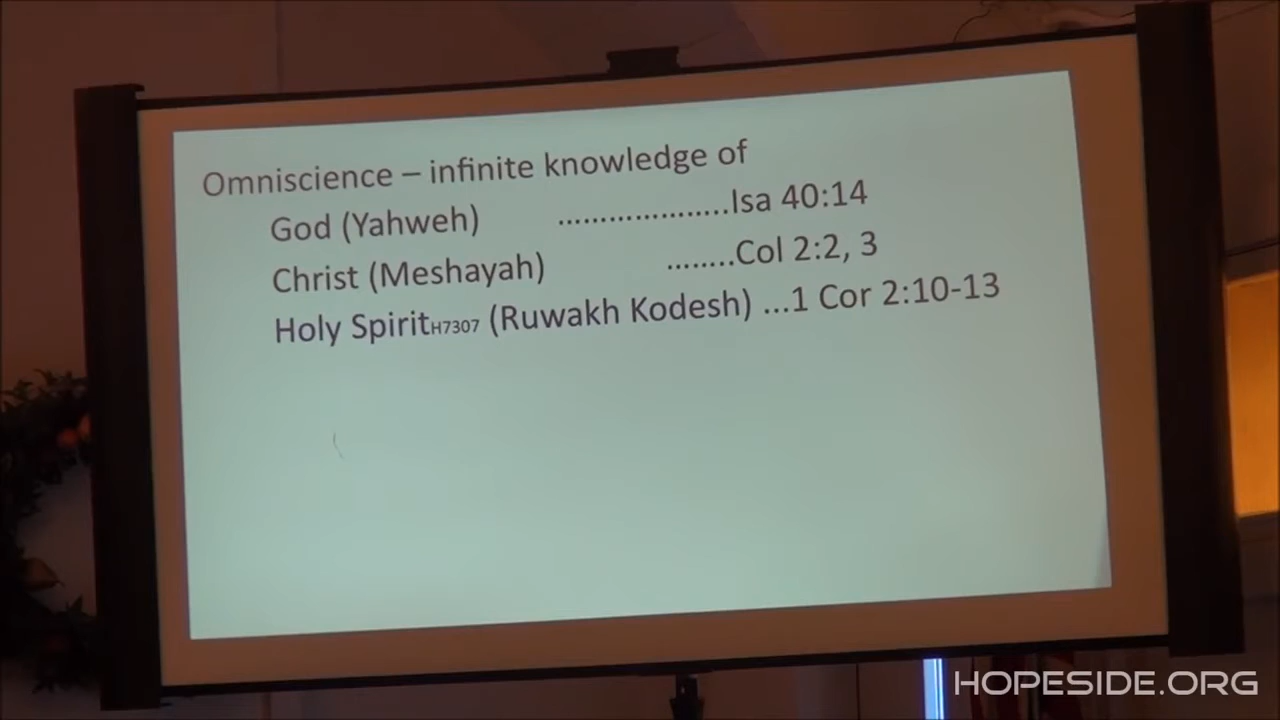 Omniscience – infinite knowledge of
God (Yahweh) ....................Isa 40:14
Christ (Meshayah) ........Col 2:2, 3
Holy SpiritH7307 (Ruwakh Kodesh) ...1 Cor 2:10-13
HOPESIDE.ORG